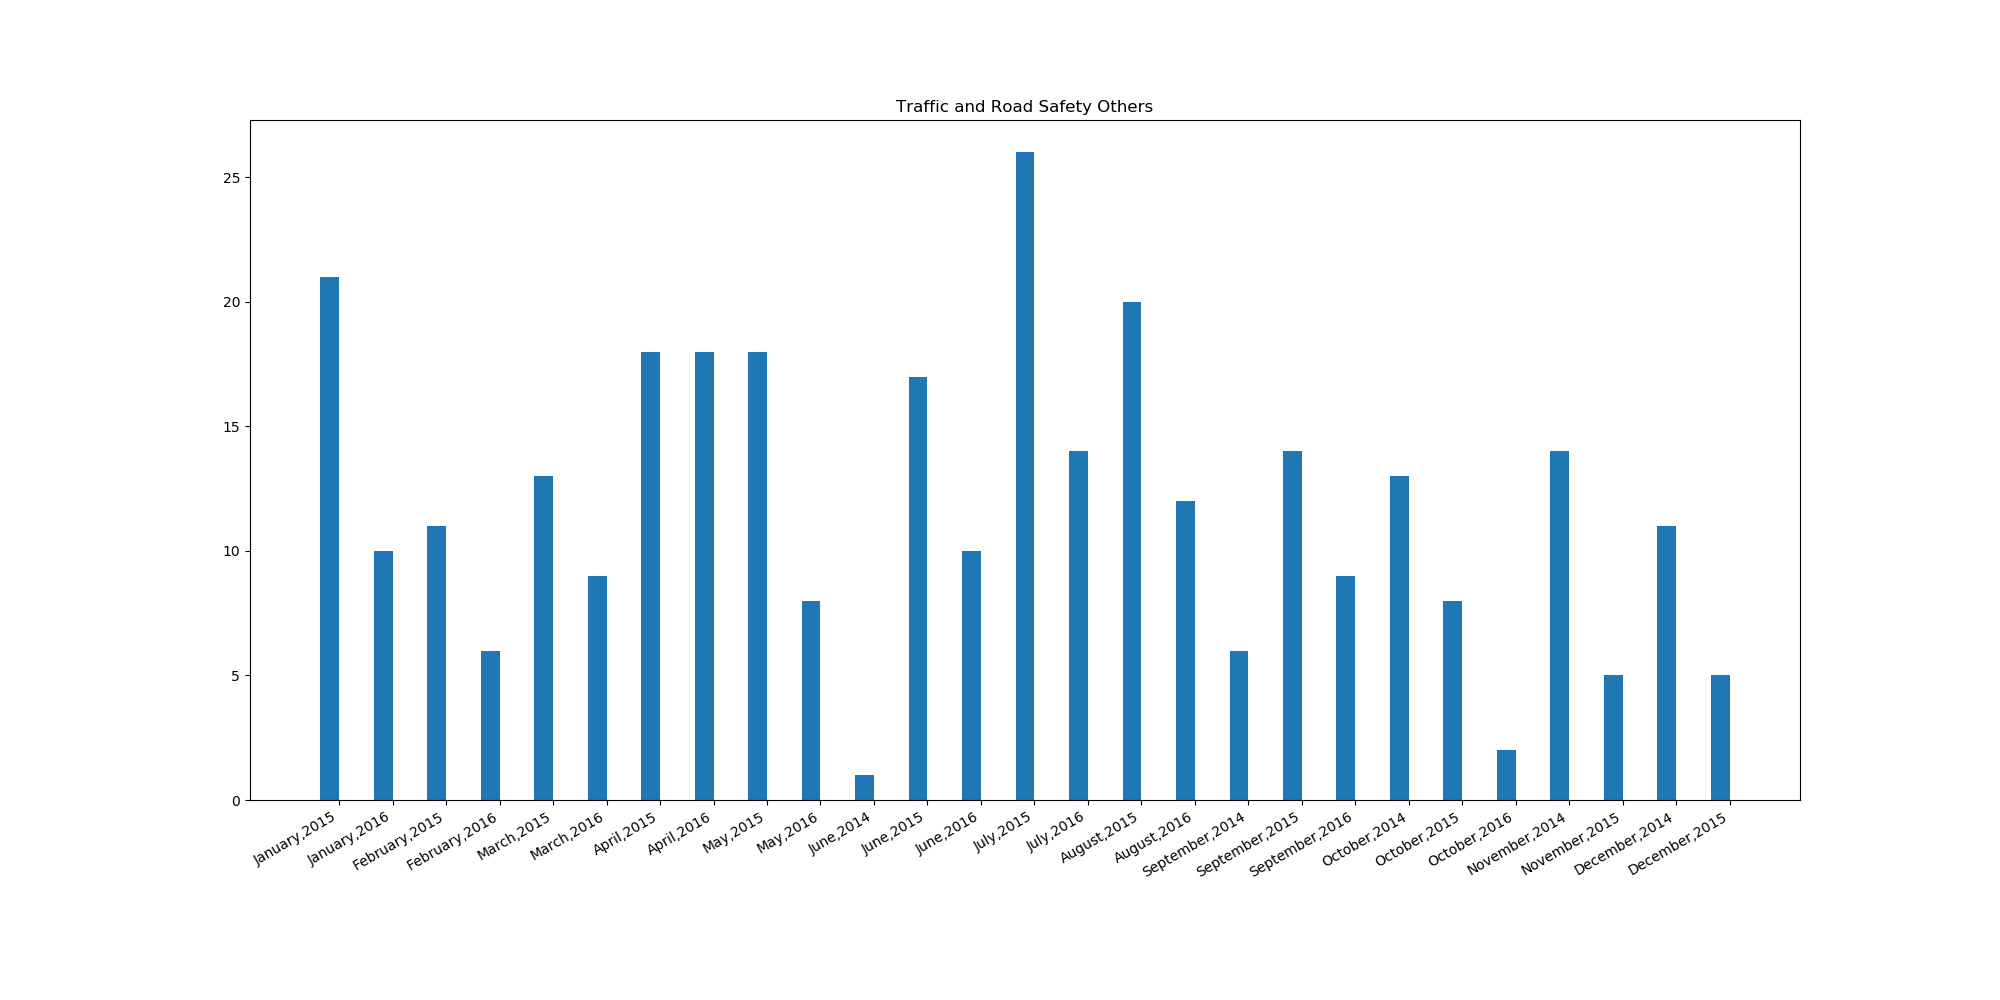 Traffic and Road Safety Others
25
20
15
10
5
0
January,2015
January,2016
February,2015
February,2016
March,2015
March,2016
April,2015
April,2016
May,2015
May,2016
June,2014
June,2015
June,2016
July,2015
July,2016
August,2015
August,2016
September,2014
September,2015
September,2016
October,2014
October,2015
October,2016
November,2014
November,2015
December,2014
December,2015